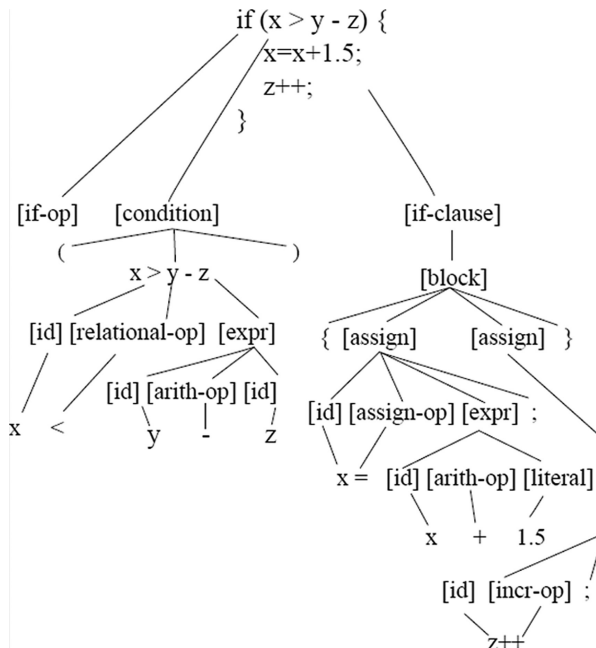 if (x > y - z) {
x=x+1.5;
z++;
}
[if-op] [condition] [if-clause]
( )
x > y - z [block]
[id] [relational-op] [expr] { [assign] [assign] }
[id] [arith-op] [id] [id] [assign-op] [expr] ;
x < y - z
x = [id] [arith-op] [literal]
x + 1.5
[id] [incr-op] ;
z++